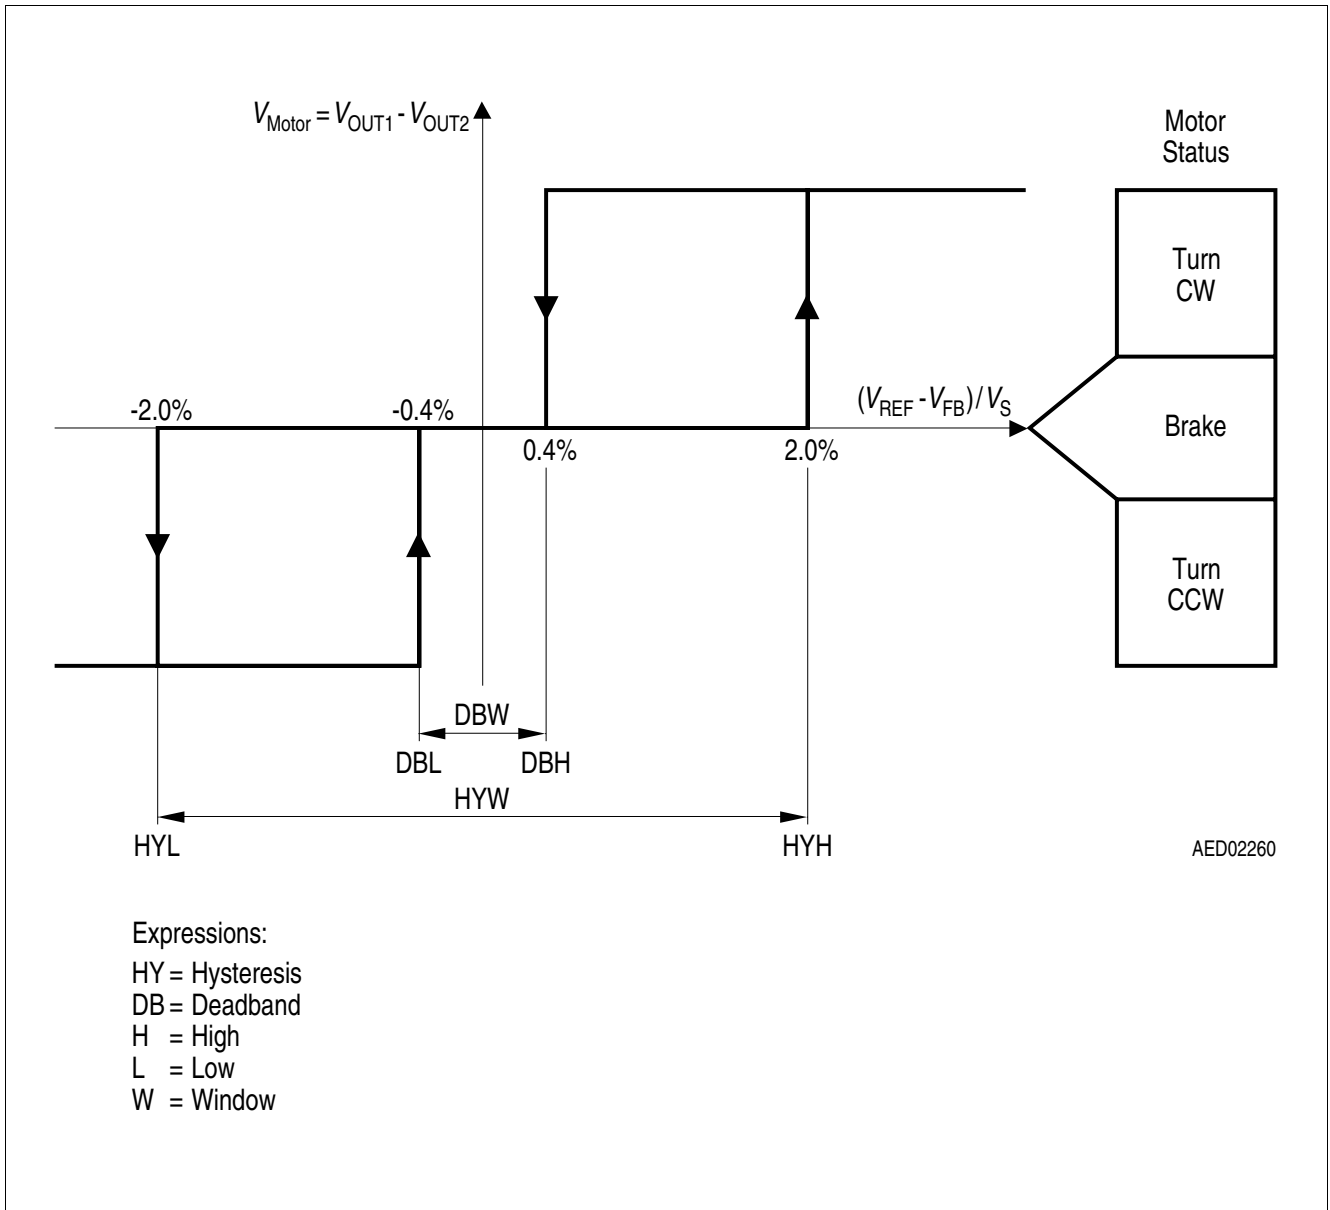 V_Motor = V_OUT1 - V_OUT2
Motor
Status
Turn
CW
(V_REF - V_FB) / V_S
-2.0%
-0.4%
0.4%
2.0%
Brake
Turn
CCW
DBW
DBL
DBH
HYW
HYL
HYH
AED02260
Expressions:
HY = Hysteresis
DB = Deadband
H = High
L = Low
W = Window